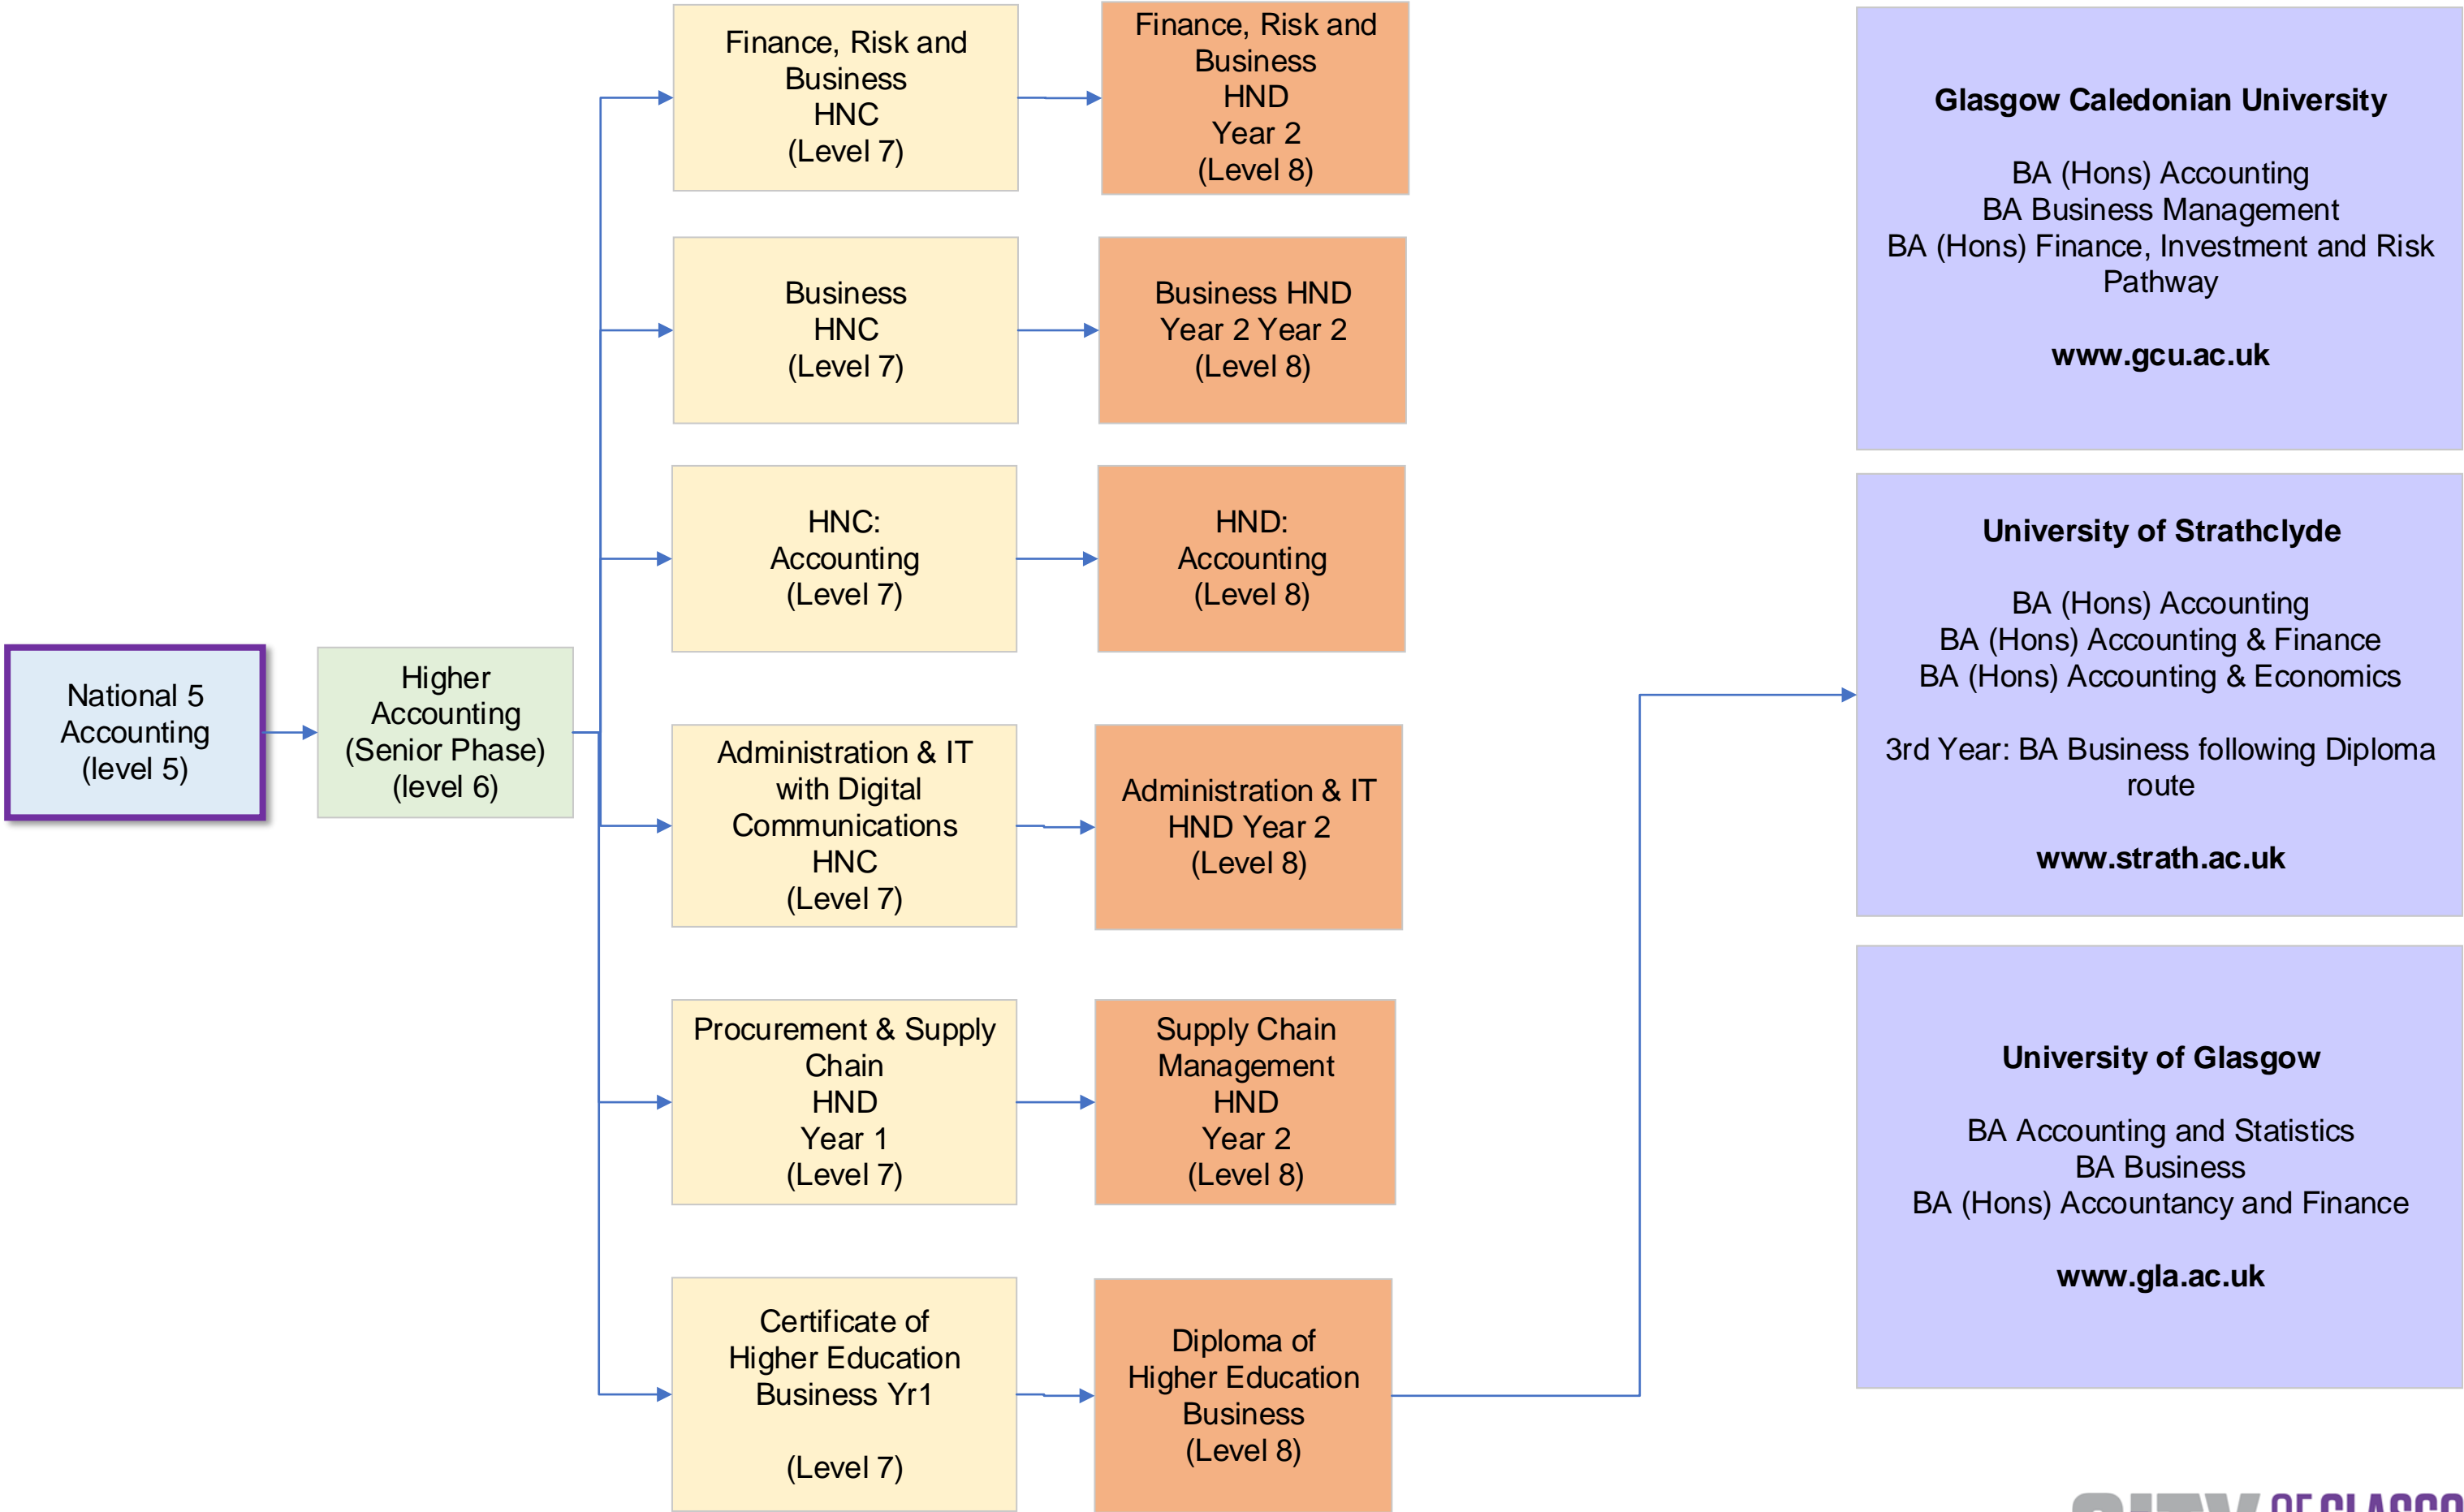 National 5
Accounting
(level 5)
Higher
Accounting
(Senior Phase)
(level 6)
Finance, Risk and
Business
HNC
(Level 7)
Finance, Risk and
Business
HND
Year 2
(Level 8)
Business
HNC
(Level 7)
Business HND
Year 2 Year 2
(Level 8)
HNC:
Accounting
(Level 7)
HND:
Accounting
(Level 8)
Administration & IT
with Digital
Communications
HNC
(Level 7)
Administration & IT
HND Year 2
(Level 8)
Procurement & Supply
Chain
HND
Year 1
(Level 7)
Supply Chain
Management
HND
Year 2
(Level 8)
Certificate of
Higher Education
Business Yr1
(Level 7)
Diploma of
Higher Education
Business
(Level 8)
Glasgow Caledonian University
BA (Hons) Accounting
BA Business Management
BA (Hons) Finance, Investment and Risk
Pathway
www.gcu.ac.uk
University of Strathclyde
BA (Hons) Accounting
BA (Hons) Accounting & Finance
BA (Hons) Accounting & Economics
3rd Year: BA Business following Diploma
route
www.strath.ac.uk
University of Glasgow
BA Accounting and Statistics
BA Business
BA (Hons) Accountancy and Finance
www.gla.ac.uk